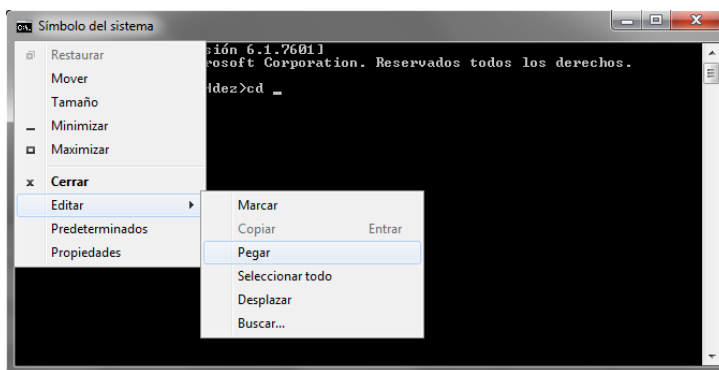 Símbolo del sistema
Restaurar
Mover
Tamaño
Minimizar
Maximizar
Cerrar
Editar
Predeterminados
Propiedades
sión 6.1.7601]
rosoft Corporation. Reservados todos los derechos.
Hdez>cd _
Marcar
Copiar Entrar
Pegar
Seleccionar todo
Desplazar
Buscar...